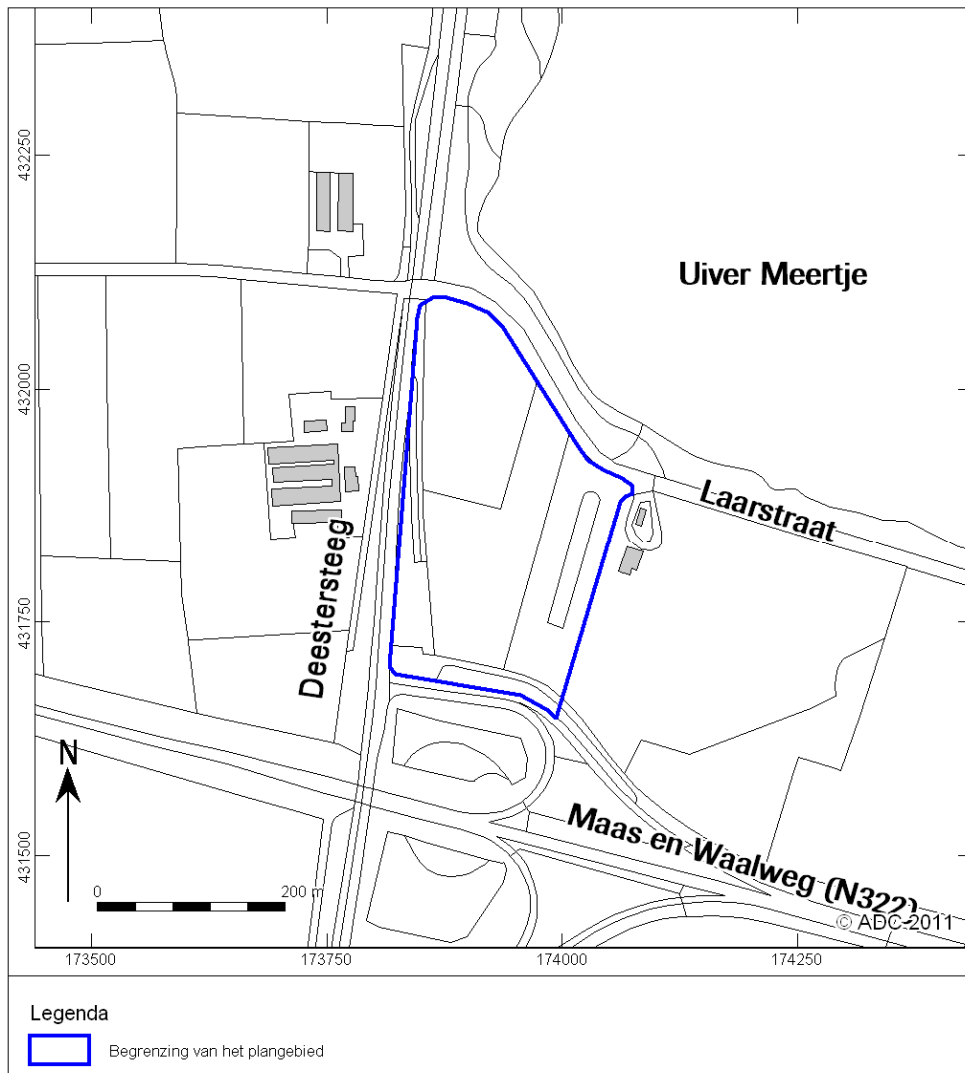 432250
432000
431750
431500
Uiver Meertje
Laarstraat
Deestersteeg
Maas en Waalweg (N322)
N
0 200 m
© ADC 2011
173500 173750 174000 174250
Legenda
Begrenzing van het plangebied